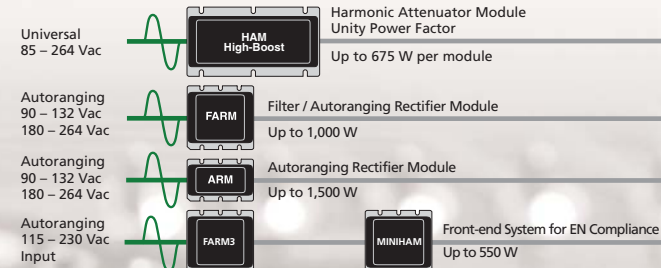 Universal
85 – 264 Vac
HAM
High-Boost
Harmonic Attenuator Module
Unity Power Factor
Up to 675 W per module
Autoranging
90 – 132 Vac
180 – 264 Vac
FARM
Filter / Autoranging Rectifier Module
Up to 1,000 W
Autoranging
90 – 132 Vac
180 – 264 Vac
ARM
Autoranging Rectifier Module
Up to 1,500 W
Autoranging
115 – 230 Vac
Input
FARM3
MINIHAM
Front-end System for EN Compliance
Up to 550 W